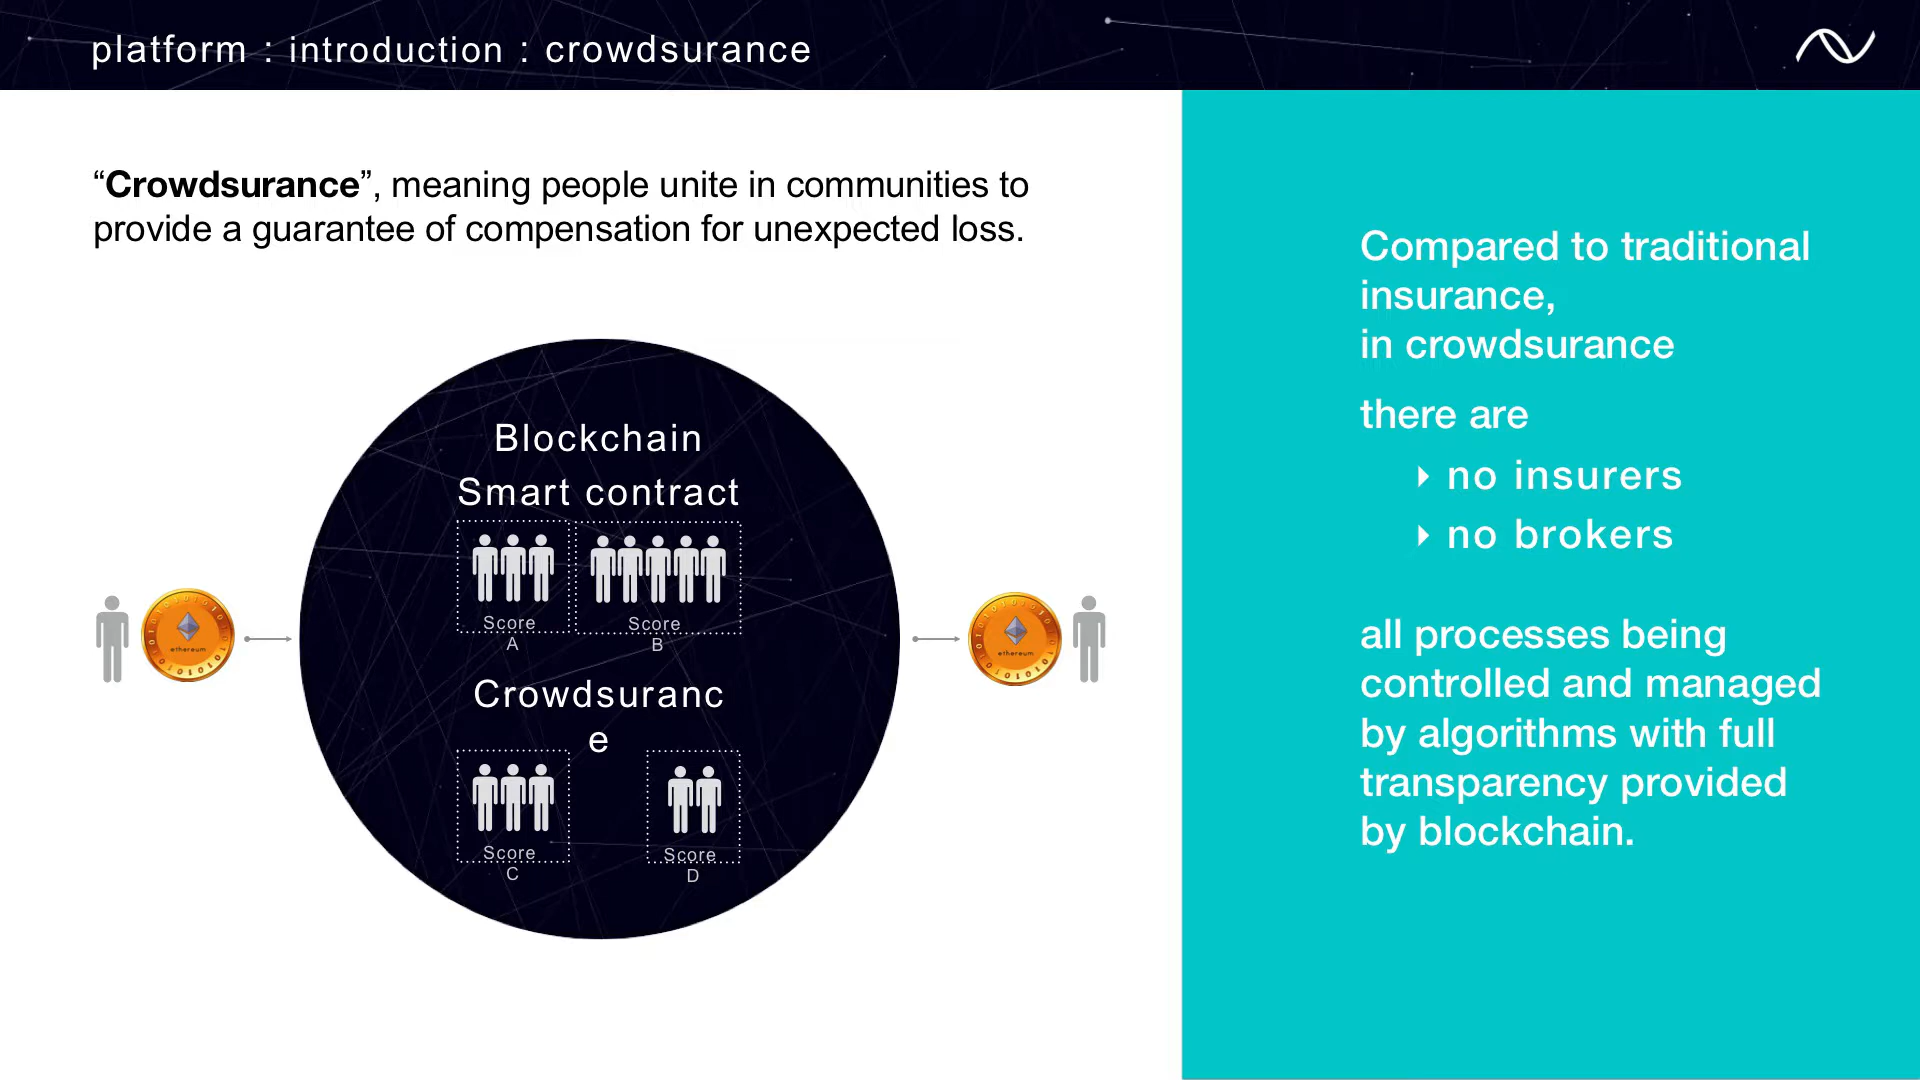 platform : introduction : crowdsurance
“Crowdsurance”, meaning people unite in communities to
provide a guarantee of compensation for unexpected loss.
Blockchain
Smart contract
Score
A
Score
B
Crowdsuranc
e
Score
C
Score
D
ethereum
ethereum
Compared to traditional
insurance,
in crowdsurance
there are
no insurers
no brokers
all processes being
controlled and managed
by algorithms with full
transparency provided
by blockchain.